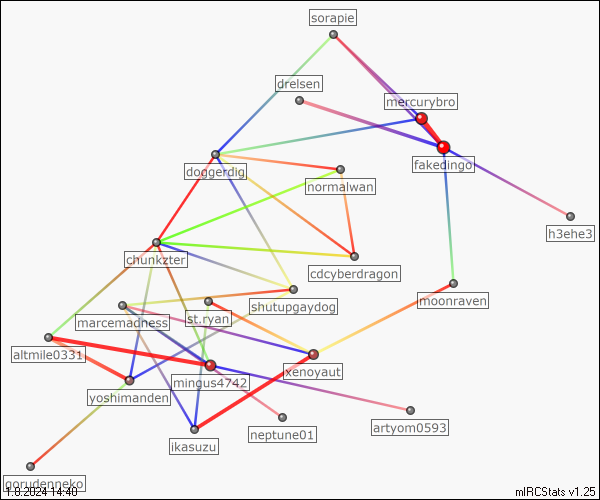 sorapie
drelsen
mercurybro
fakedingo
doggerdig
normalwan
h3ehe3
chunkzter
cdcyberdragon
moonraven
shutupgaydog
marcemadness
st.ryan
altmile0331
xenoyaut
mingus4742
yoshimanden
artyom0593
neptune01
ikasuzu
gorudenneko
1.8.2024 14:40
mIRCStats v1.25